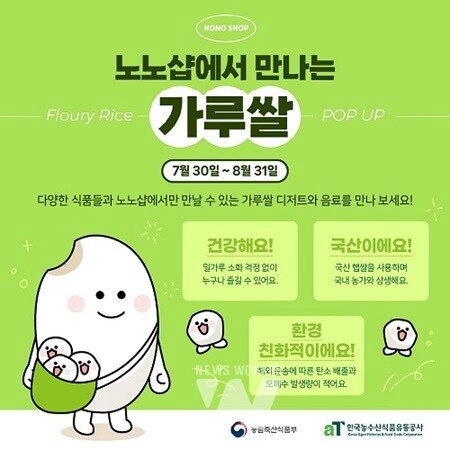 NONO SHOP
노노샵에서 만나는
Floury Rice
가루쌀
POP UP
7월 30일 ~ 8월 31일
다양한 식품들과 노노샵에서만 만날 수 있는 가루쌀 디저트와 음료를 만나 보세요!
건강해요!
밀가루 소화 걱정 없이
누구나 즐길 수 있어요.
국산이에요!
국산 햅쌀을 사용하며
국내 농가와 상생해요.
환경
친화적이에요!
해외 운송에 따른 탄소 배출과
오폐수 발생량이 적어요.
NEWS WO
W
농림축산식품부
aT 한국농수산식품유통공사
Korea Agro-Fisheries & Food Trade Corporation